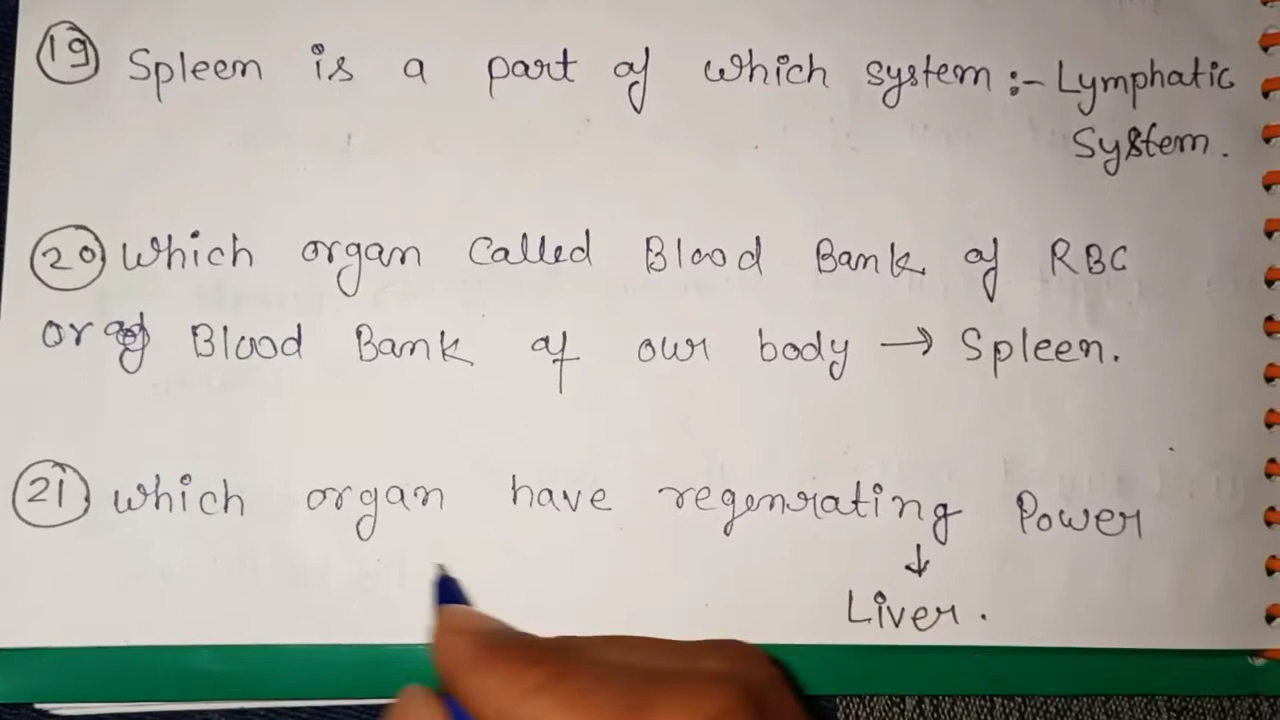 19 Spleen is a part of which system :- Lymphatic
System.
20 which organ called Blood Bank of RBC
or of Blood Bank of our body → Spleen.
21 which organ have regenrating Power
↓
Liver.